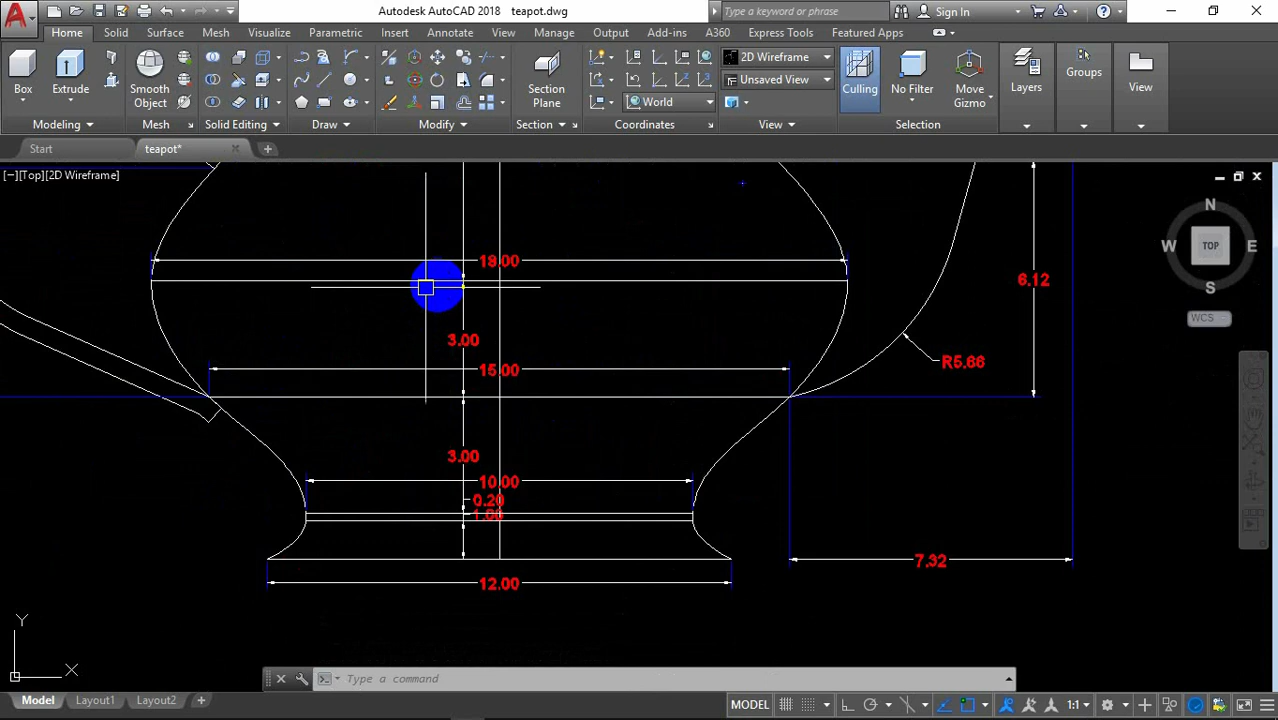 Autodesk AutoCAD 2018 teapot.dwg
Type a keyword or phrase
Sign In
Home Solid Surface Mesh Visualize Parametric Insert Annotate View Manage Output Add-ins A360 Express Tools Featured Apps
Box
Extrude
Smooth
Object
Section
Plane
2D Wireframe
Unsaved View
World
Culling
No Filter
Move
Gizmo
Layers
Groups
View
Modeling
Mesh
Solid Editing
Draw
Modify
Section
Coordinates
View
Selection
Start
teapot*
[−][Top][2D Wireframe]
N
W
TOP
E
S
WCS
6.12
3.00
15.00
R5.66
3.00
10.00
0.20
7.32
12.00
Y
X
Type a command
Model Layout1 Layout2
MODEL
1:1